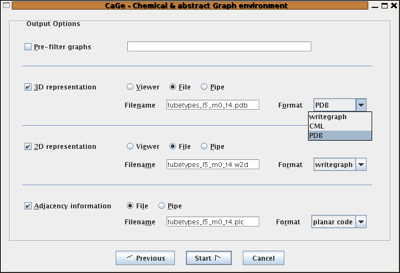 CaGe - Chemical & abstract Graph environment
Output Options
Pre-filter graphs
3D representation Viewer File Pipe
Filename tubetypes_l5_m0_t4.pdb Format PDB
writegraph
CML
PDB
2D representation Viewer File Pipe
Filename tubetypes_l5_m0_t4.w2d Format writegraph
Adjacency information File Pipe
Filename tubetypes_l5_m0_t4.plc Format planar code
Previous Start Cancel